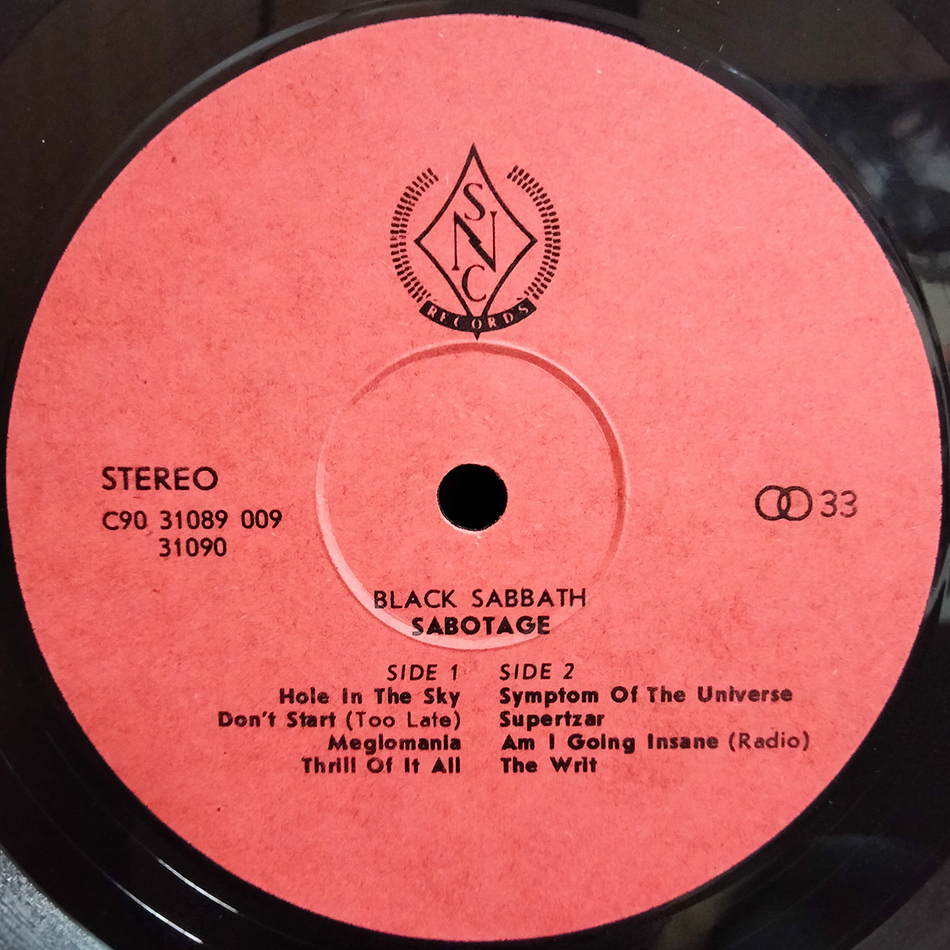 S
N
C
RECORDS
STEREO
C90 31089 009
31090
33
BLACK SABBATH
SABOTAGE
SIDE 1
Hole In The Sky
Don't Start (Too Late)
Meglomania
Thrill Of It All
SIDE 2
Symptom Of The Universe
Supertzar
Am I Going Insane (Radio)
The Writ